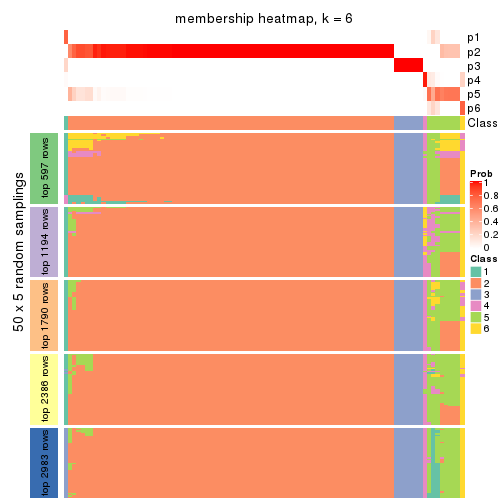 membership heatmap, k = 6
p1
p2
p3
p4
p5
p6
Class
50 x 5 random samplings
top 597 rows
top 1194 rows
top 1790 rows
top 2386 rows
top 2983 rows
Prob
1
0.8
0.6
0.4
0.2
0
Class
1
2
3
4
5
6